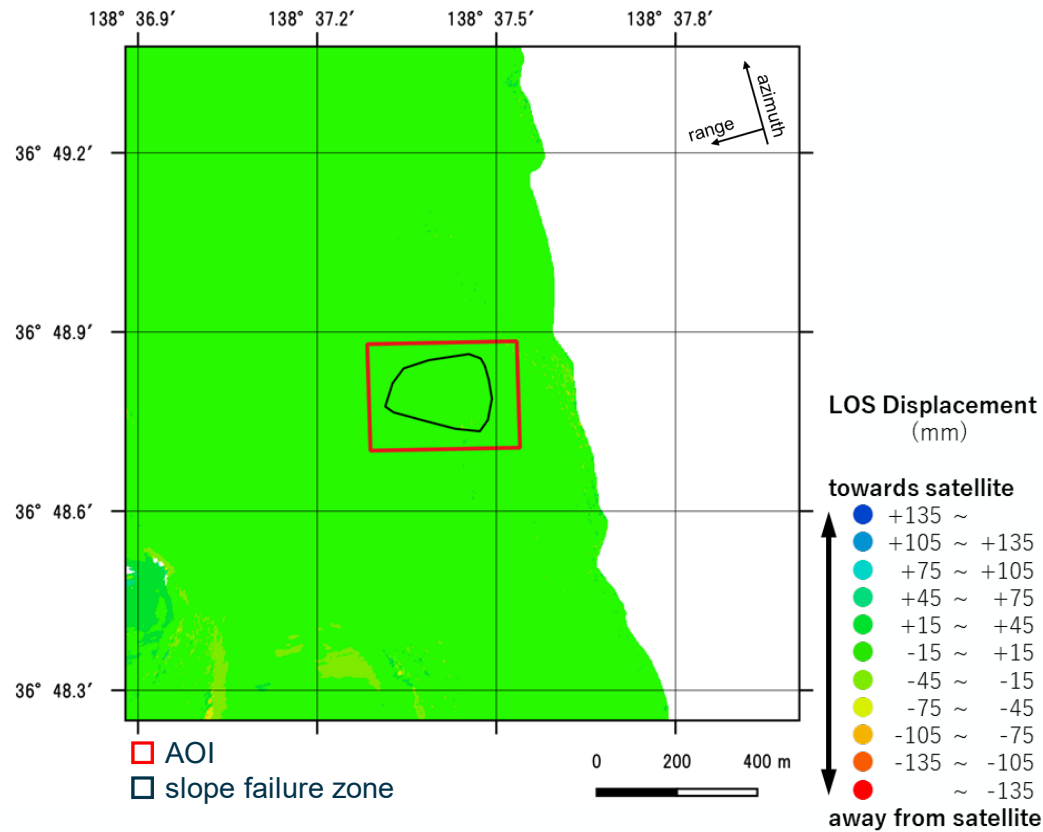 138° 36.9′ 138° 37.2′ 138° 37.5′ 138° 37.8′
azimuth
range
36° 49.2′
36° 48.9′
36° 48.6′
36° 48.3′
LOS Displacement
(mm)
towards satellite
+135 ~
+105 ~ +135
+75 ~ +105
+45 ~ +75
+15 ~ +45
-15 ~ +15
-45 ~ -15
-75 ~ -45
-105 ~ -75
-135 ~ -105
~ -135
away from satellite
AOI
slope failure zone
0 200 400 m